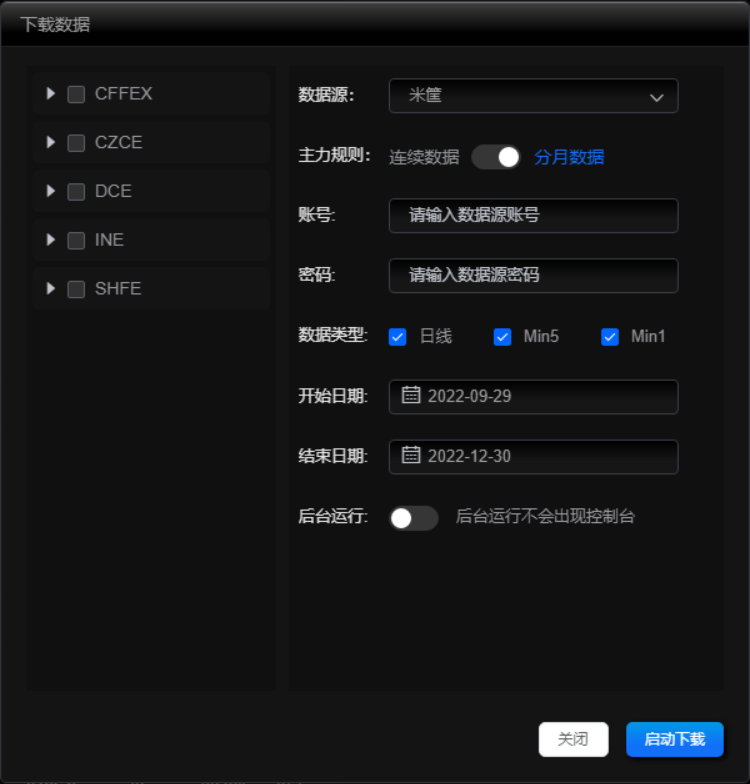 下载数据
CFFEX
CZCE
DCE
INE
SHFE
数据源: 米筐
主力规则: 连续数据 分月数据
账号: 请输入数据源账号
密码: 请输入数据源密码
数据类型: 日线 Min5 Min1
开始日期: 2022-09-29
结束日期: 2022-12-30
后台运行: 后台运行不会出现控制台
关闭 启动下载